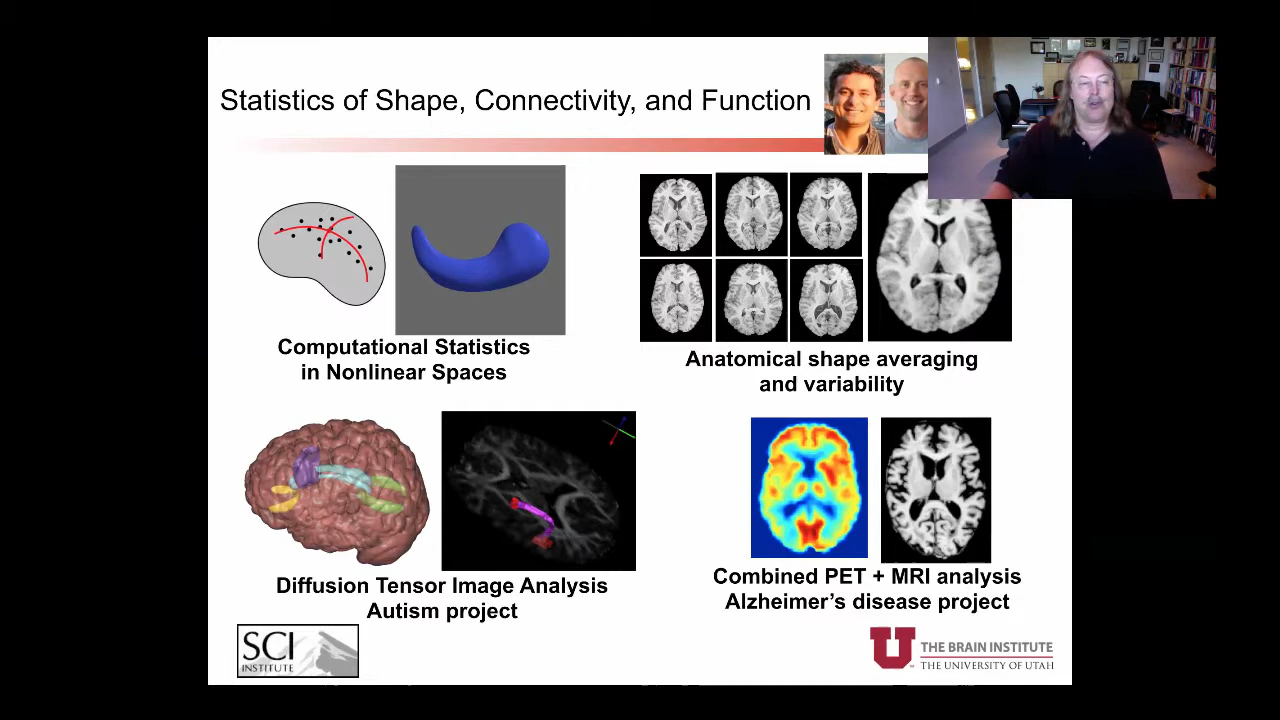 Statistics of Shape, Connectivity, and Function
Computational Statistics
in Nonlinear Spaces
Anatomical shape averaging
and variability
Diffusion Tensor Image Analysis
Autism project
Combined PET + MRI analysis
Alzheimer’s disease project
SCI
INSTITUTE
U
THE BRAIN INSTITUTE
THE UNIVERSITY OF UTAH